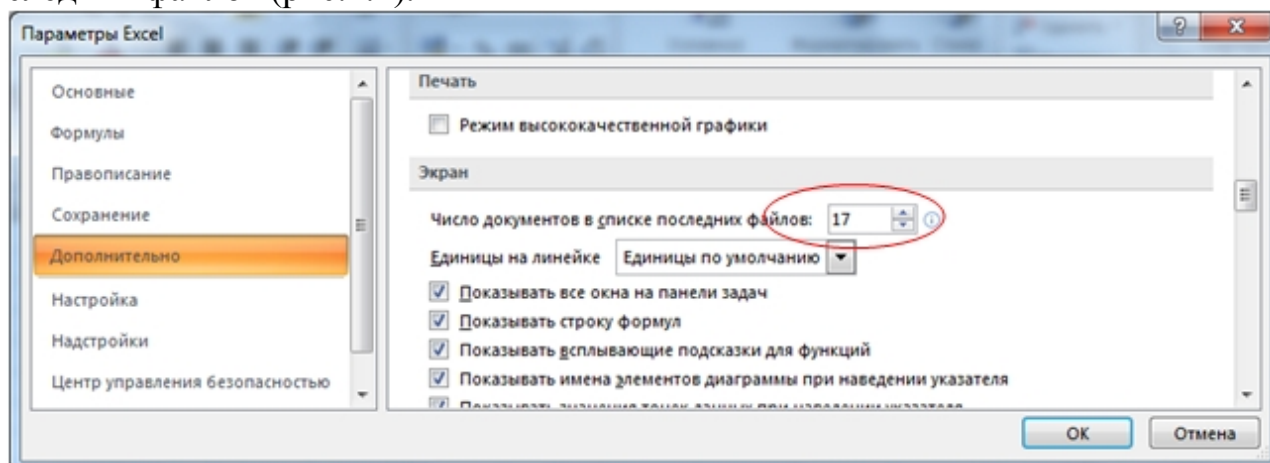 Параметры Excel
Основные
Формулы
Правописание
Сохранение
Дополнительно
Настройка
Надстройки
Центр управления безопасностью
Печать
Режим высококачественной графики
Экран
Число документов в списке последних файлов: 17
Единицы на линейке Единицы по умолчанию
Показывать все окна на панели задач
Показывать строку формул
Показывать всплывающие подсказки для функций
Показывать имена элементов диаграммы при наведении указателя
ОК Отмена